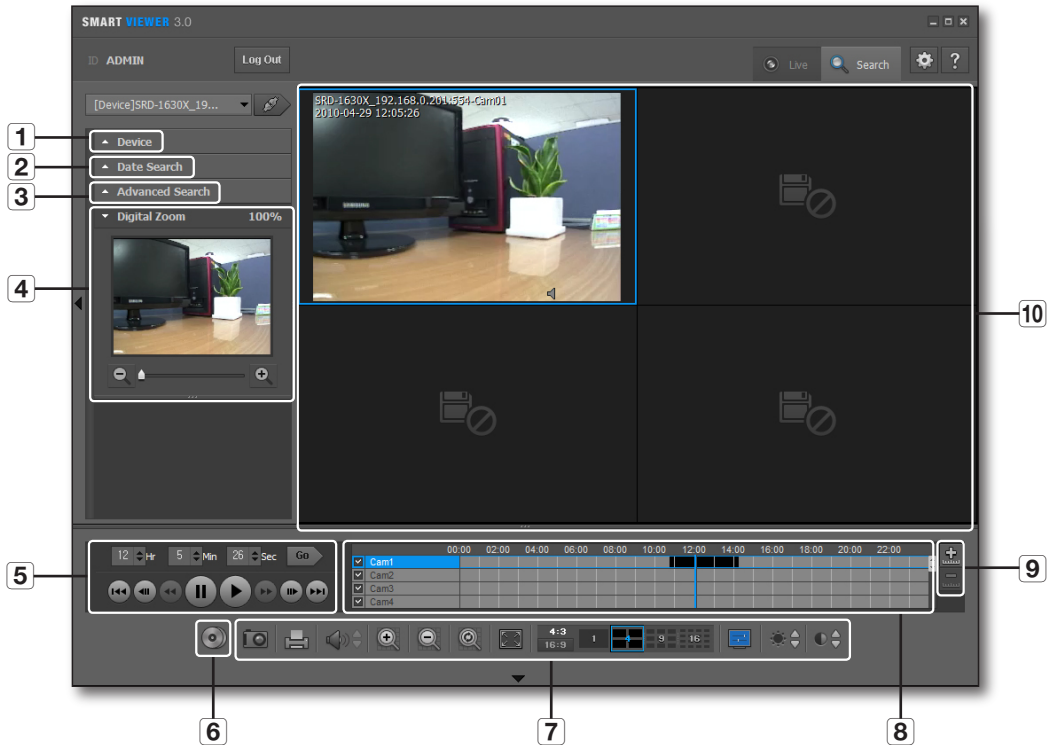 SMART VIEWER 3.0
ID ADMIN
Log Out
Live
Search
?
[Device]SRD-1630X_19...
SRD-1630X_192.168.0.201:554-Cam01
2010-04-29 12:05:26
1
Device
2
Date Search
3
Advanced Search
Digital Zoom 100%
SAMSUNG
4
10
12 Hr 5 Min 26 Sec Go
5
00:00 02:00 04:00 06:00 08:00 10:00 12:00 14:00 16:00 18:00 20:00 22:00
Cam1
Cam2
Cam3
Cam4
9
4:3
16:9
1 4 9 16
6
7
8